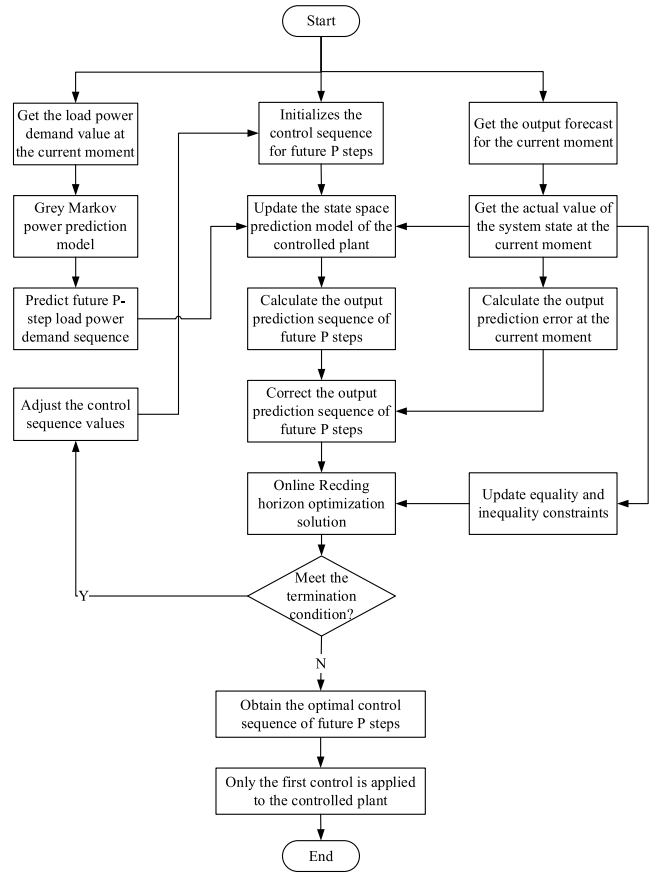 Start
Get the load power
demand value at
the current moment
Initializes the
control sequence
for future P steps
Get the output forecast
for the current moment
Grey Markov
power prediction
model
Update the state space
prediction model of the
controlled plant
Get the actual value of
the system state at the
current moment
Predict future P-
step load power
demand sequence
Calculate the output
prediction sequence of
future P steps
Calculate the output
prediction error at the
current moment
Adjust the control
sequence values
Correct the output
prediction sequence of
future P steps
Online Recding
horizon optimization
solution
Update equality and
inequality constraints
Meet the
termination
condition?
Y
N
Obtain the optimal control
sequence of future P steps
Only the first control is applied
to the controlled plant
End